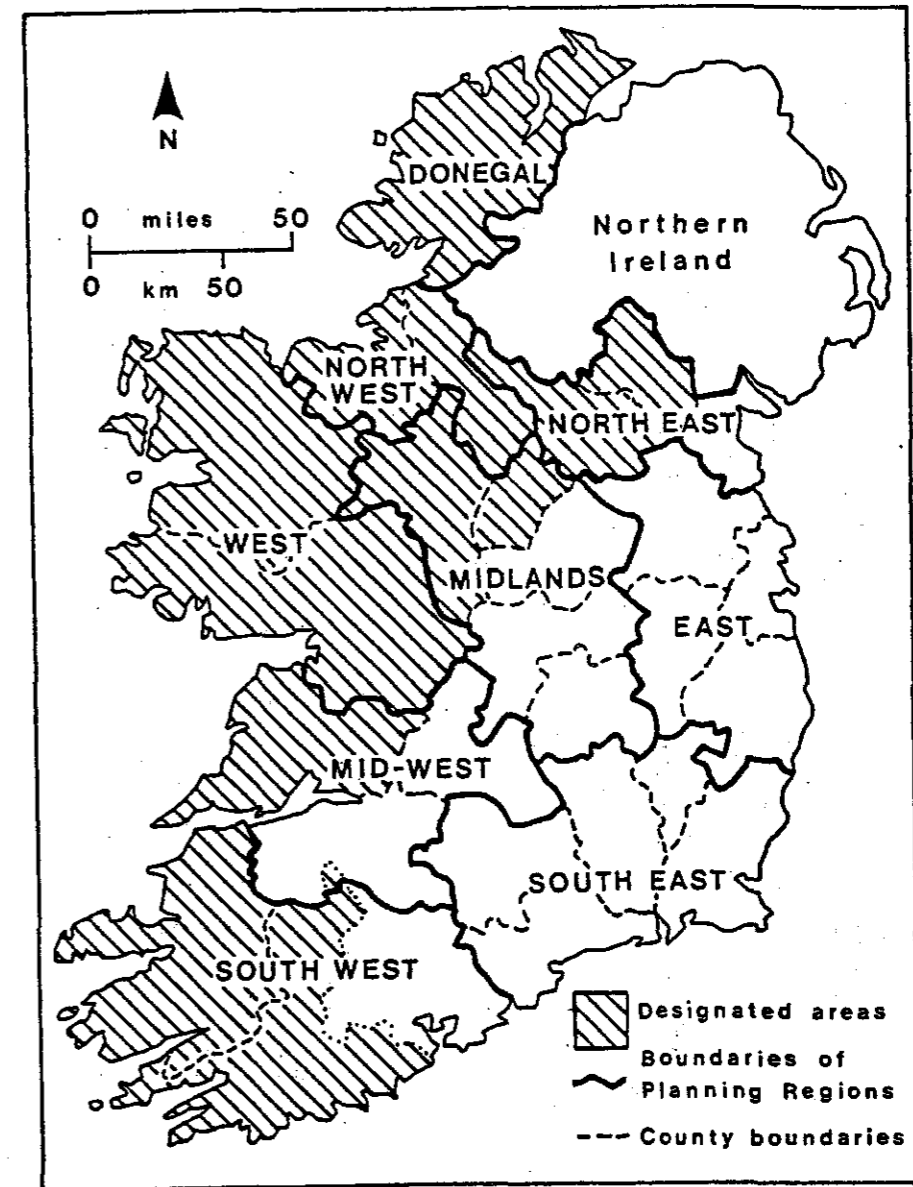 N
DONEGAL
0 miles 50
0 km 50
Northern
Ireland
NORTH
WEST
NORTH EAST
WEST
MIDLANDS
EAST
MID-WEST
SOUTH EAST
SOUTH WEST
Designated areas
Boundaries of
Planning Regions
County boundaries